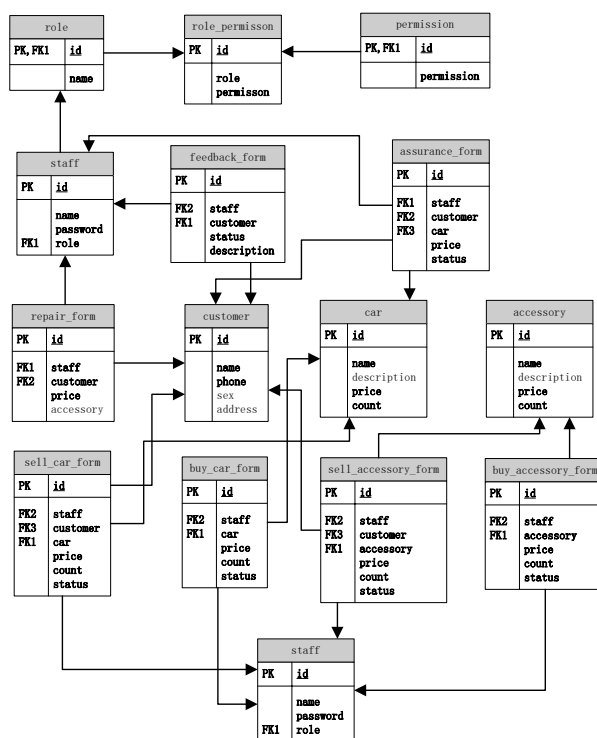 role
PK,FK1 id
name
role_permisson
PK id
role
permisson
permission
PK,FK1 id
permission
staff
PK id
name
password
FK1 role
feedback_form
PK id
FK2 staff
FK1 customer
status
description
assurance_form
PK id
FK1 staff
FK2 customer
FK3 car
price
status
repair_form
PK id
FK1 staff
FK2 customer
price
accessory
customer
PK id
name
phone
sex
address
car
PK id
name
description
price
count
accessory
PK id
name
description
price
count
sell_car_form
PK id
FK2 staff
FK3 customer
FK1 car
price
count
status
buy_car_form
PK id
FK2 staff
FK1 car
price
count
status
sell_accessory_form
PK id
FK2 staff
FK3 customer
FK1 accessory
price
count
status
buy_accessory_form
PK id
FK2 staff
FK1 accessory
price
count
status
staff
PK id
name
password
FK1 role